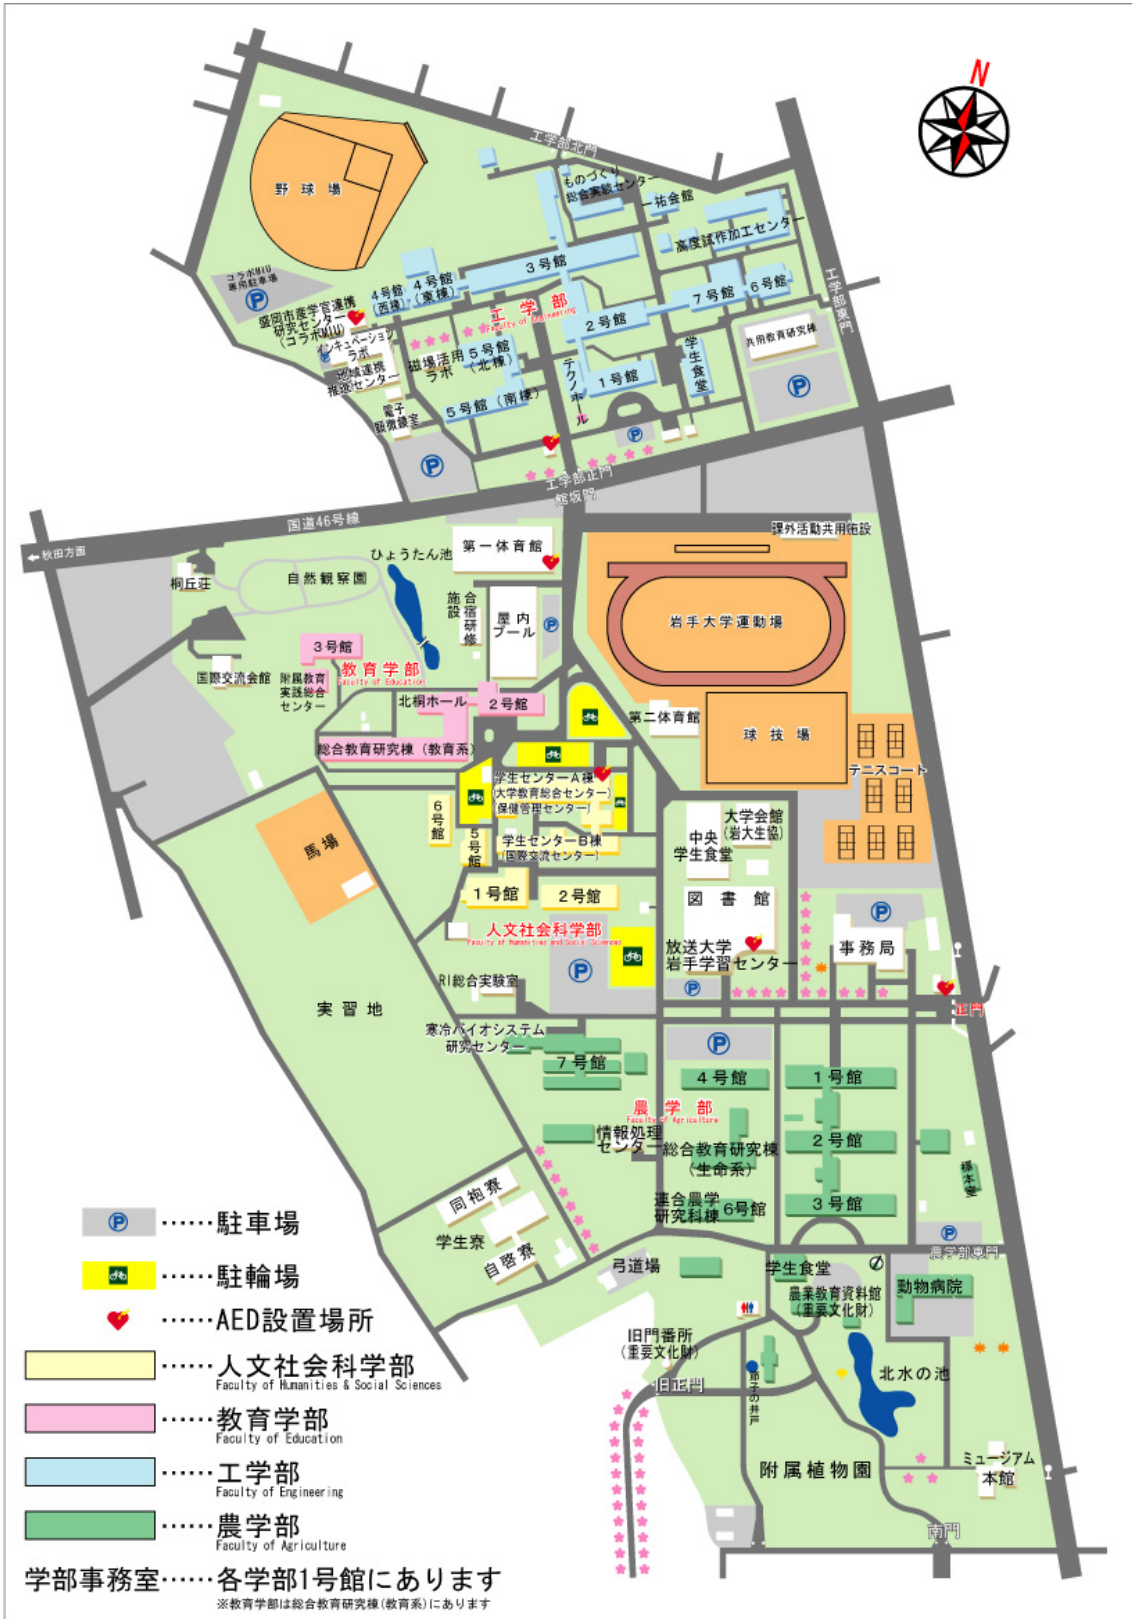 N
工学部北門
野球場
ものづくり
総合実験センター
一祐会館
高度試作加工センター
3号館
4号館
(東棟)
4号館
(西棟)
7号館
6号館
工学部東門
コラボMIU
専用駐車場
P
盛岡市産学官連携
研究センター
(コラボMIU)
インキュベーション
ラボ
地域連携
推進センター
工学部
Faculty of Engineering
2号館
共用教育研究棟
磁場活用
ラボ
5号館
(北棟)
5号館(南棟)
テクノホール
1号館
学生食堂
P
電子
顕微鏡室
P
P
工学部正門
館坂門
国道46号線
←秋田方面
課外活動共用施設
第一体育館
ひょうたん池
自然観察園
桐丘荘
合宿研修
施設
屋内
プール
P
岩手大学運動場
3号館
教育学部
Faculty of Education
国際交流会館
附属教育
実践総合
センター
北桐ホール
2号館
第二体育館
球技場
総合教育研究棟(教育系)
テニスコート
学生センターA棟
(大学教育総合センター)
(保健管理センター)
6号館
5号館
学生センターB棟
(国際交流センター)
大学会館
(岩大生協)
中央
学生食堂
馬場
1号館
2号館
図書館
P
人文社会科学部
Faculty of Humanities and Social Sciences
放送大学
岩手学習センター
事務局
P
RI総合実験室
P
正門
実習地
寒冷バイオシステム
研究センター
7号館
P
4号館
1号館
農学部
Faculty of Agriculture
情報処理
センター
総合教育研究棟
(生命系)
2号館
連合農学
研究科棟
6号館
3号館
同袍寮
学生寮
自啓寮
P
農学部東門
弓道場
学生食堂
農業教育資料館
(重要文化財)
動物病院
旧門番所
(重要文化財)
旧正門
北水の池
附属植物園
ミュージアム
本館
南門
P……駐車場
……駐輪場
……AED設置場所
……人文社会科学部
Faculty of Humanities & Social Sciences
……教育学部
Faculty of Education
……工学部
Faculty of Engineering
……農学部
Faculty of Agriculture
学部事務室……各学部1号館にあります
※教育学部は総合教育研究棟(教育系)にあります